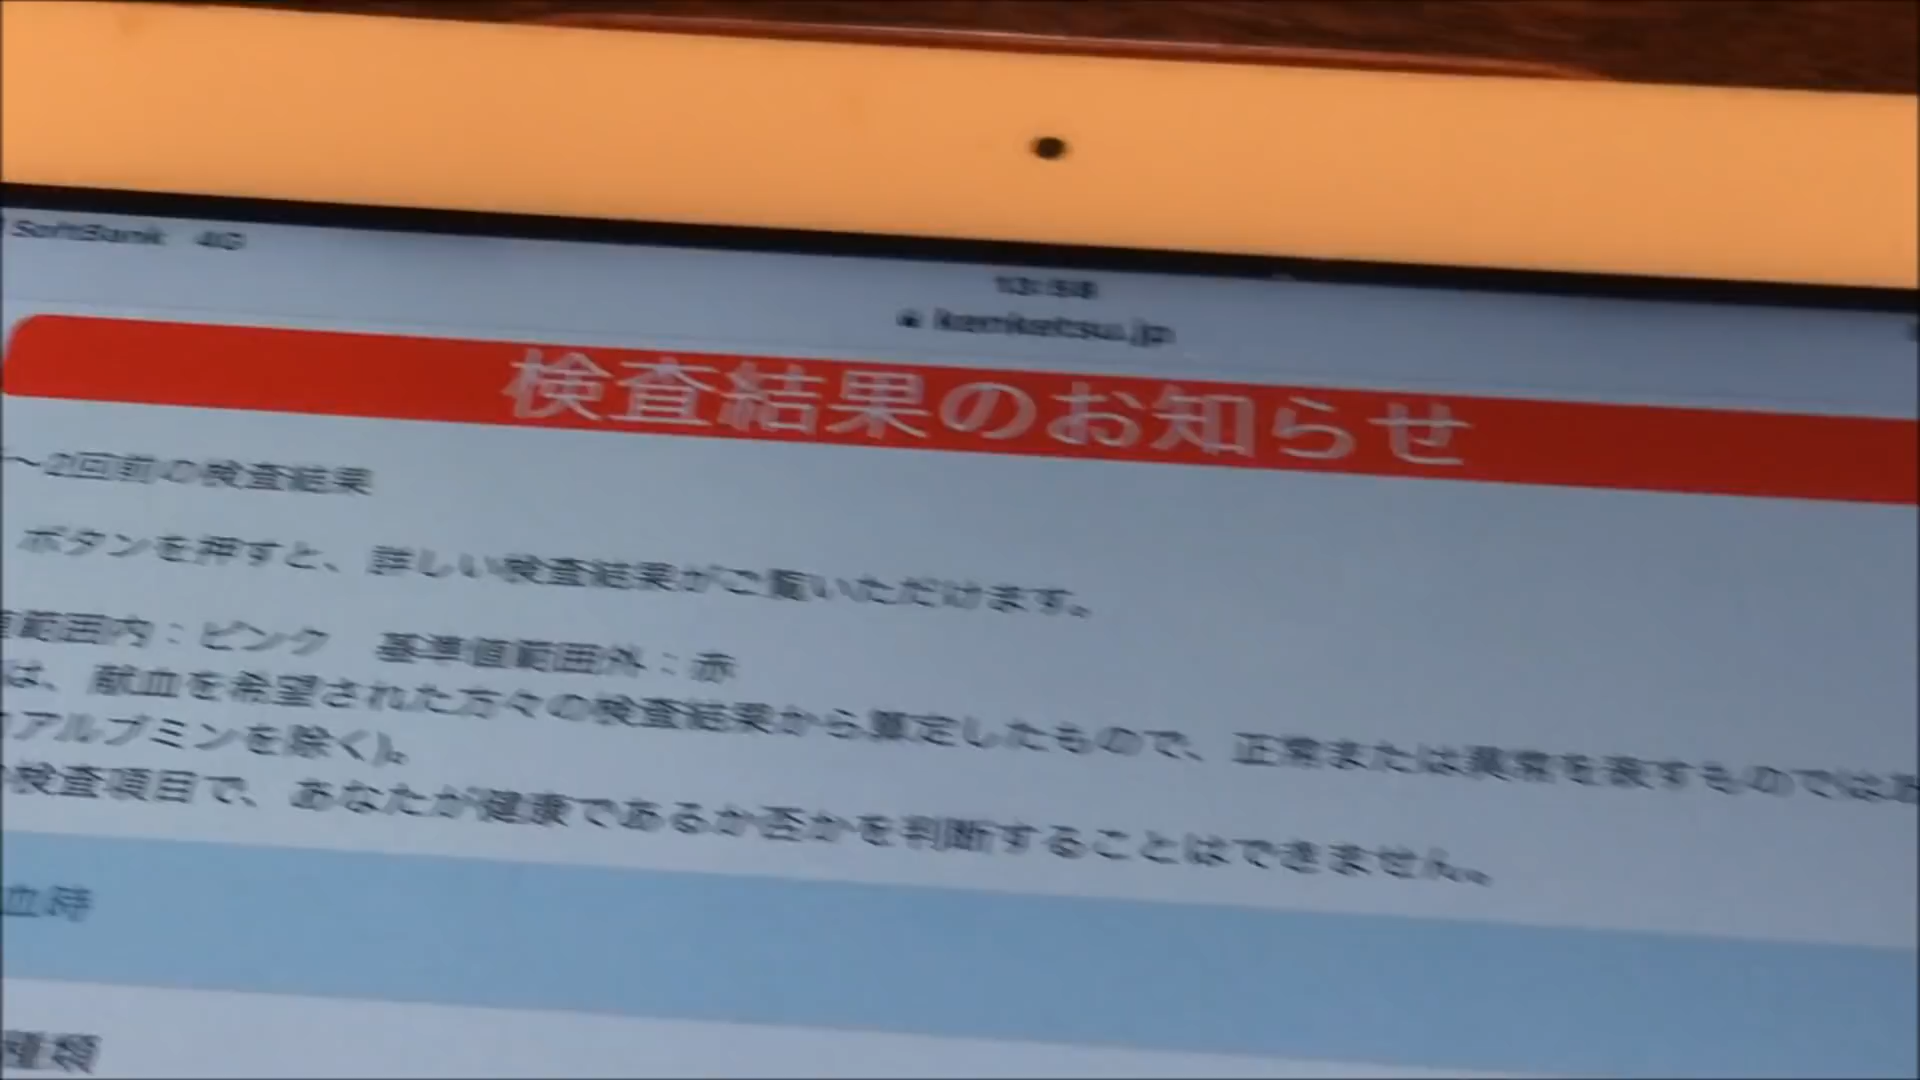 SoftBank 4G
13:58
kenketsu.jp
検査結果のお知らせ
～2回前の検査結果
ボタンを押すと、詳しい検査結果がご覧いただけます。
範囲内：ピンク 基準値範囲外：赤
は、献血を希望された方々の検査結果から算定したもので、正常または異常を表すものでは
アルブミンを除く)。
検査項目で、あなたが健康であるか否かを判断することはできません。
血時
種類